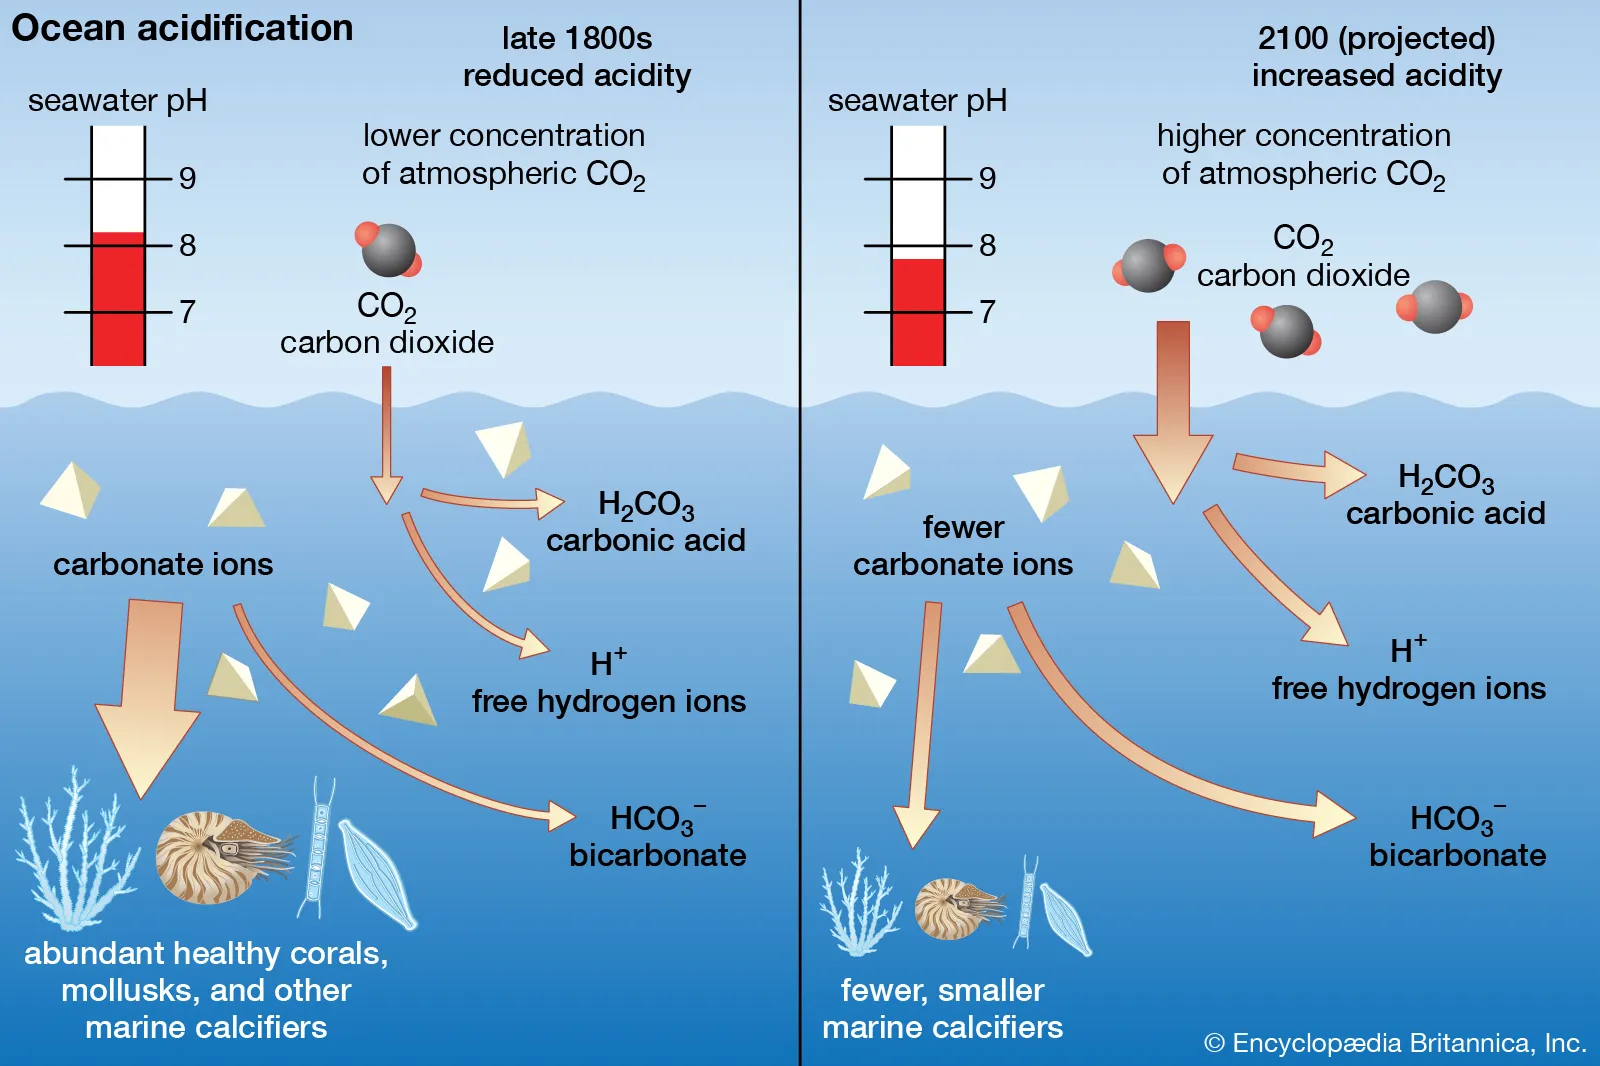 Ocean acidification
late 1800s
reduced acidity
seawater pH
9
8
7
lower concentration
of atmospheric CO₂
CO₂
carbon dioxide
H₂CO₃
carbonic acid
carbonate ions
H⁺
free hydrogen ions
HCO₃⁻
bicarbonate
abundant healthy corals,
mollusks, and other
marine calcifiers
2100 (projected)
increased acidity
seawater pH
9
8
7
higher concentration
of atmospheric CO₂
CO₂
carbon dioxide
H₂CO₃
carbonic acid
fewer
carbonate ions
H⁺
free hydrogen ions
HCO₃⁻
bicarbonate
fewer, smaller
marine calcifiers
© Encyclopædia Britannica, Inc.